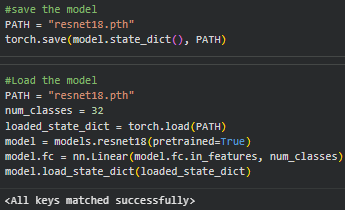 #save the model
PATH = "resnet18.pth"
torch.save(model.state_dict(), PATH)
#Load the model
PATH = "resnet18.pth"
num_classes = 32
loaded_state_dict = torch.load(PATH)
model = models.resnet18(pretrained=True)
model.fc = nn.Linear(model.fc.in_features, num_classes)
model.load_state_dict(loaded_state_dict)
<All keys matched successfully>